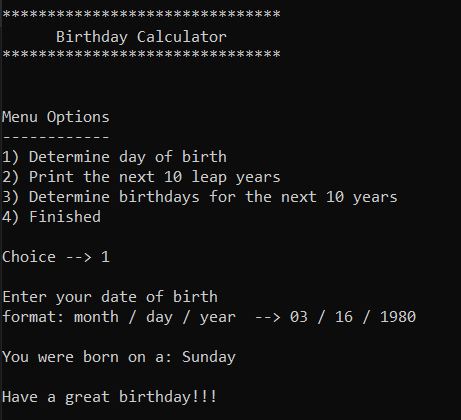 *******************************
Birthday Calculator
*******************************
Menu Options
------------
1) Determine day of birth
2) Print the next 10 leap years
3) Determine birthdays for the next 10 years
4) Finished
Choice --> 1
Enter your date of birth
format: month / day / year  --> 03 / 16 / 1980
You were born on a: Sunday
Have a great birthday!!!